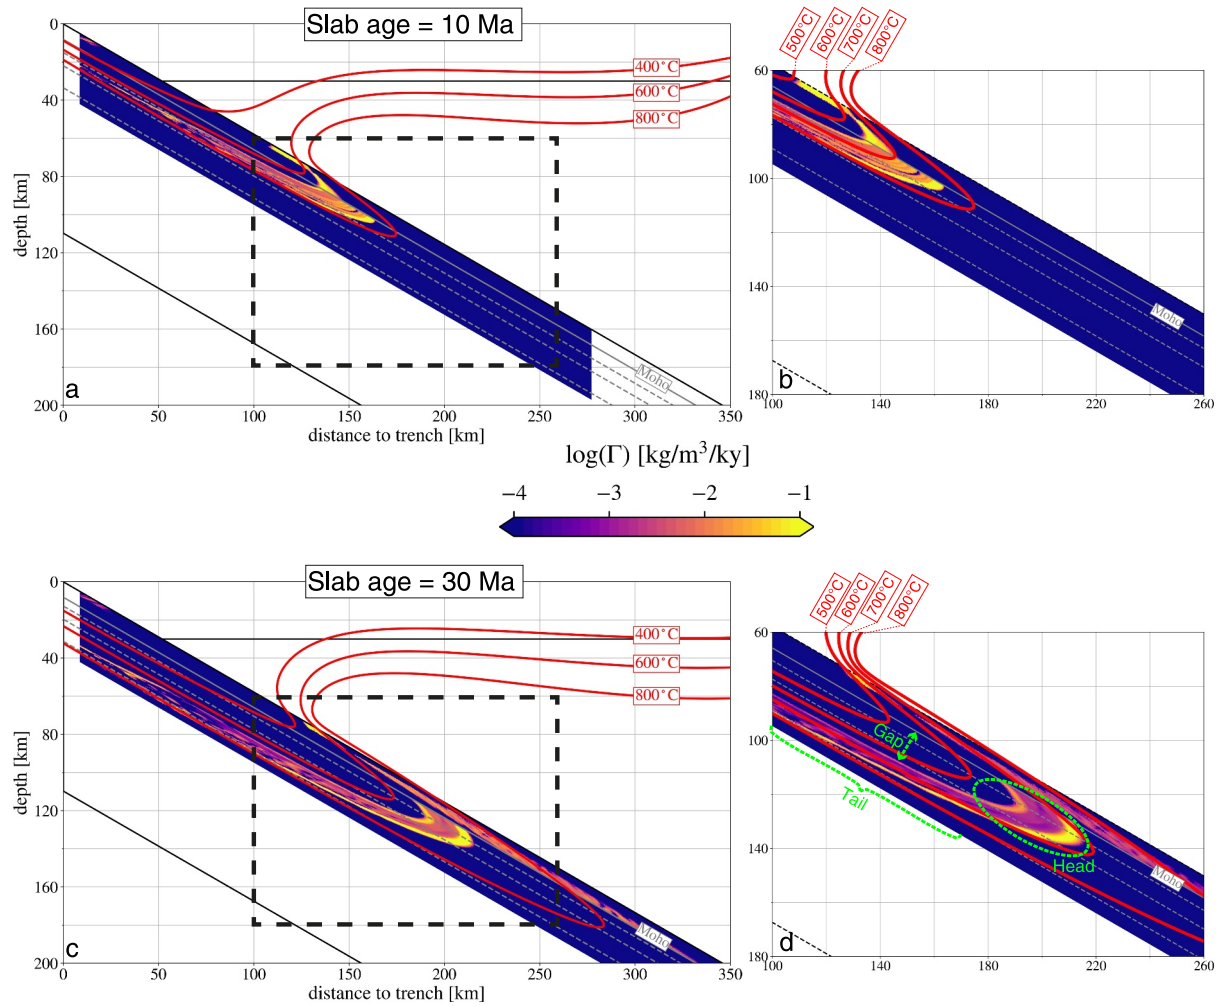 Slab age = 10 Ma
0
40
80
120
160
200
depth [km]
400°C
600°C
800°C
Moho
a
0
50
100
150
200
250
300
350
distance to trench [km]
500°C
600°C
700°C
800°C
60
100
140
180
Moho
b
100
140
180
220
260
log(Γ) [kg/m³/ky]
−4
−3
−2
−1
Slab age = 30 Ma
0
40
80
120
160
200
depth [km]
400°C
600°C
800°C
Moho
c
0
50
100
150
200
250
300
350
distance to trench [km]
500°C
600°C
700°C
800°C
60
100
140
180
Gap
Tail
Head
Moho
d
100
140
180
220
260